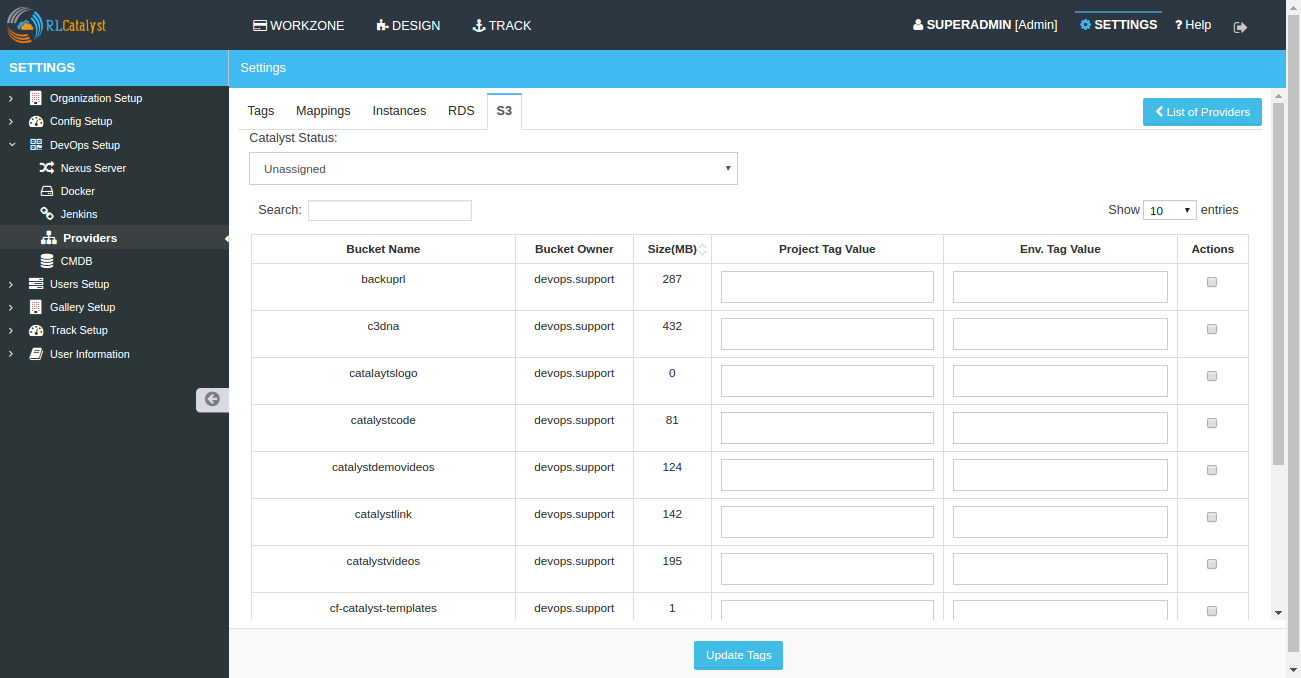 RLCatalyst WORKZONE DESIGN TRACK SUPERADMIN [Admin] SETTINGS ? Help
SETTINGS
Settings
Organization Setup
Config Setup
DevOps Setup
Nexus Server
Docker
Jenkins
Providers
CMDB
Users Setup
Gallery Setup
Track Setup
User Information
Tags Mappings Instances RDS S3 List of Providers
Catalyst Status:
Unassigned
Search: Show 10 entries
Bucket Name Bucket Owner Size(MB) Project Tag Value Env. Tag Value Actions
backuprl devops.support 287
c3dna devops.support 432
catalaytslogo devops.support 0
catalystcode devops.support 81
catalystdemovideos devops.support 124
catalystlink devops.support 142
catalystvideos devops.support 195
cf-catalyst-templates devops.support 1
Update Tags